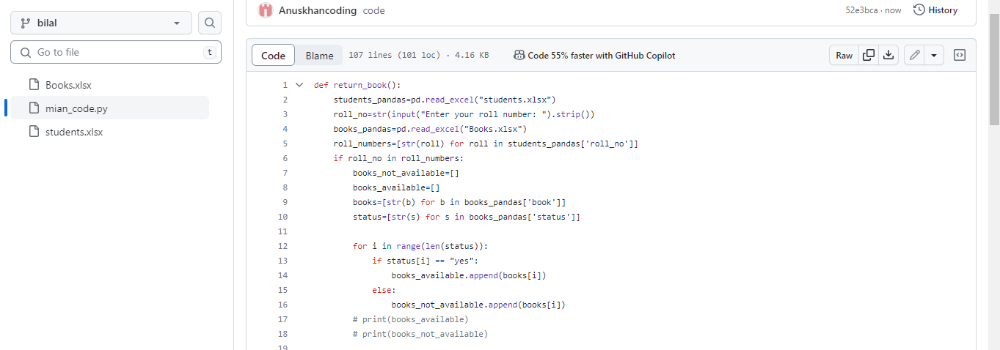 bilal
Go to file
t
Books.xlsx
mian_code.py
students.xlsx
Anuskhancoding code
52e3bca · now History
Code Blame 107 lines (101 loc) · 4.16 KB Code 55% faster with GitHub Copilot Raw
1 def return_book():
2 students_pandas=pd.read_excel("students.xlsx")
3 roll_no=str(input("Enter your roll number: ").strip())
4 books_pandas=pd.read_excel("Books.xlsx")
5 roll_numbers=[str(roll) for roll in students_pandas['roll_no']]
6 if roll_no in roll_numbers:
7 books_not_available=[]
8 books_available=[]
9 books=[str(b) for b in books_pandas['book']]
10 status=[str(s) for s in books_pandas['status']]
11
12 for i in range(len(status)):
13 if status[i] == "yes":
14 books_available.append(books[i])
15 else:
16 books_not_available.append(books[i])
17 # print(books_available)
18 # print(books_not_available)
19